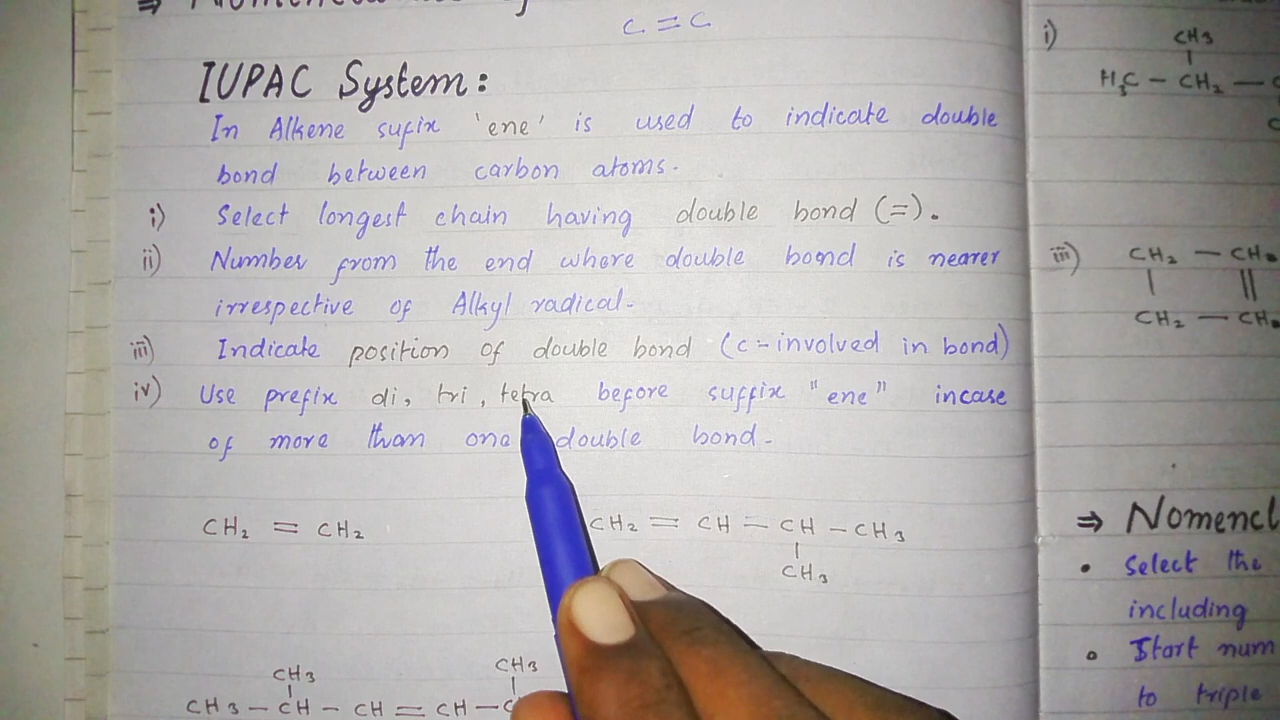 C = C
IUPAC System:
In Alkene sufix 'ene' is used to indicate double
bond between carbon atoms.
i) Select longest chain having double bond (=).
ii) Number from the end where double bond is nearer
irrespective of Alkyl radical.
iii) Indicate position of double bond (c-involved in bond)
iv) Use prefix di, tri, tetra before suffix "ene" incase
of more than one double bond.
CH2 = CH2
CH2 = CH - CH - CH3
CH3
CH3
CH3
CH3 - CH - CH = CH -
i)
CH3
H3C - CH2 -
iii) CH2 - CH
CH2 - CH
⇒
• Select the
including
• Start
to triple